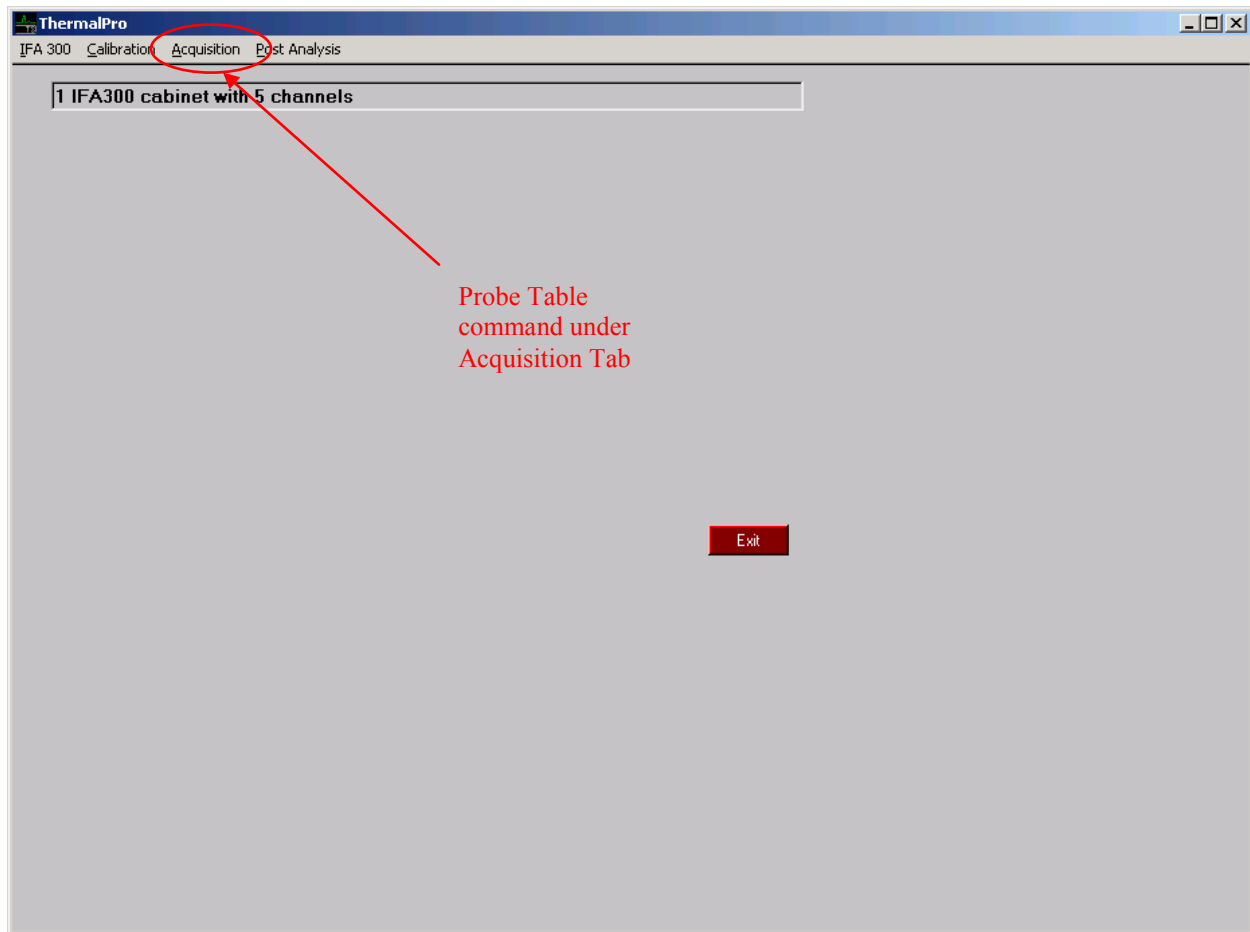 ThermalPro
IFA 300 Calibration Acquisition Post Analysis
1 IFA300 cabinet with 5 channels
Probe Table
command under
Acquisition Tab
Exit